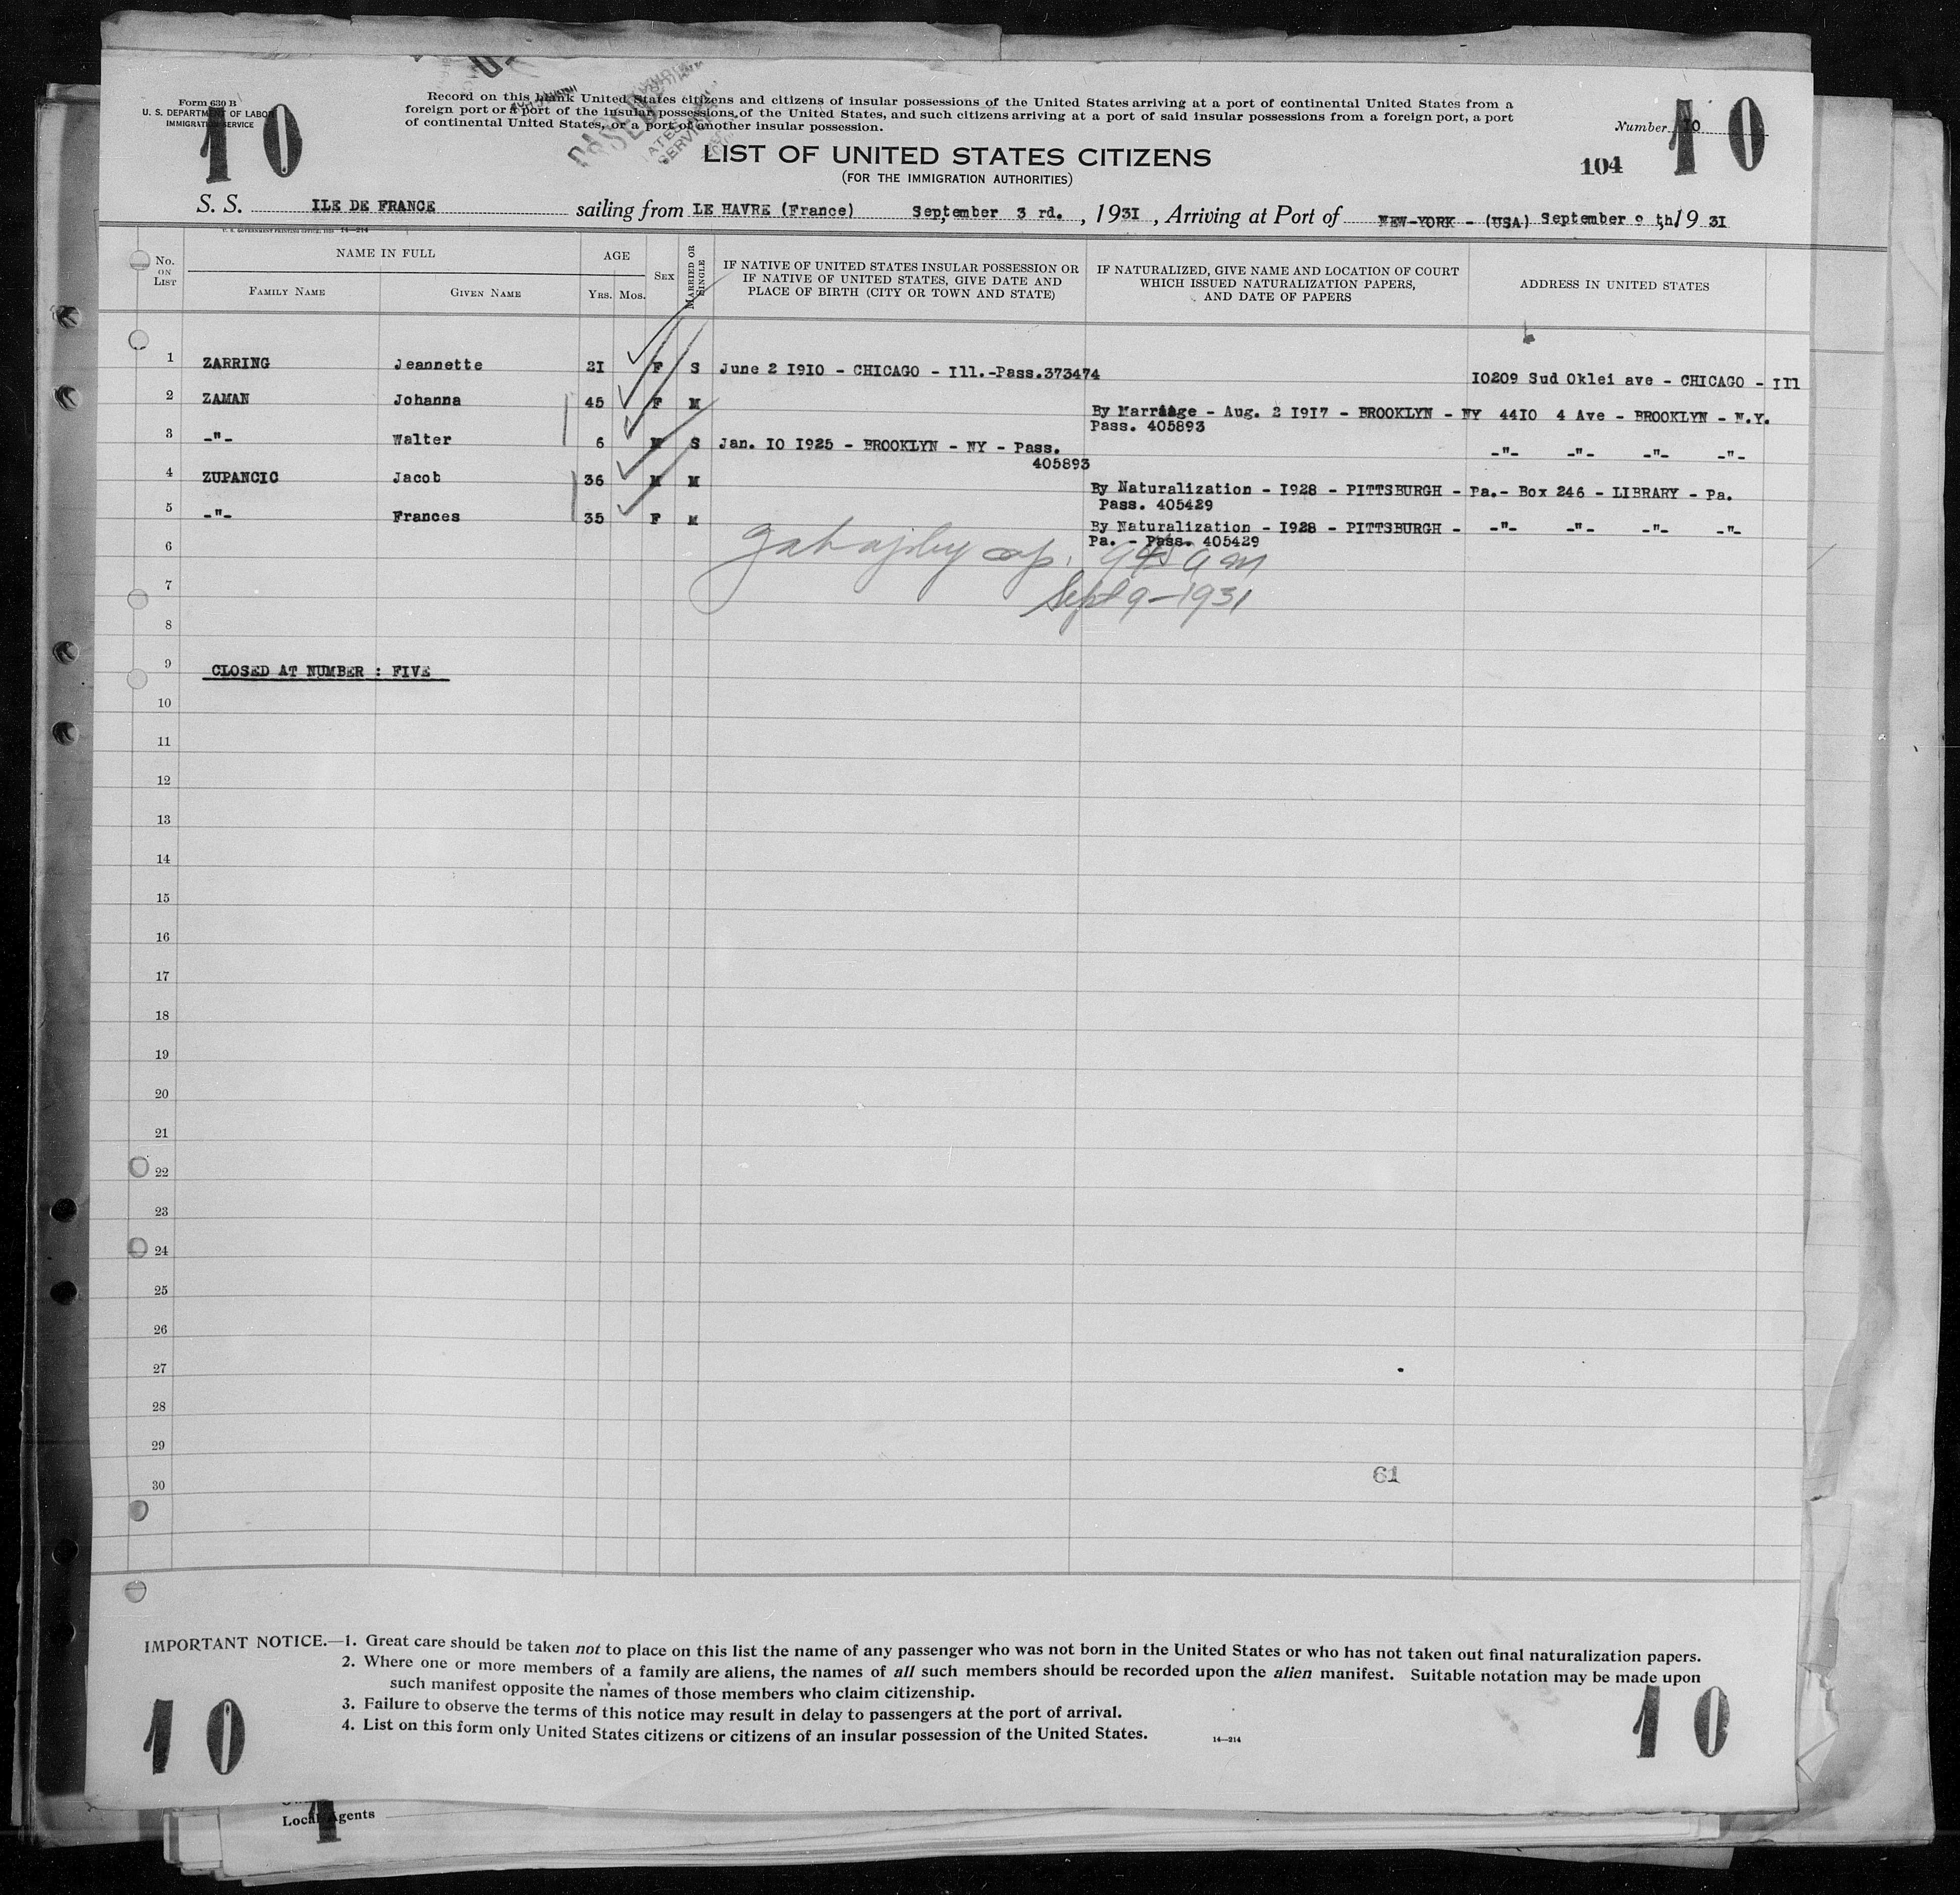 Form 630 B
U. S. DEPARTMENT OF LABOR
IMMIGRATION SERVICE
10
Record on this blank United States citizens and citizens of insular possessions of the United States arriving at a port of continental United States from a
foreign port or a port of the insular possessions of the United States, and such citizens arriving at a port of said insular possessions from a foreign port, a port
of continental United States, or a port of another insular possession.
Number 10
10
LIST OF UNITED STATES CITIZENS
(FOR THE IMMIGRATION AUTHORITIES)
104
S. S. ILE DE FRANCE sailing from LE HAVRE (France) September 3 rd. , 1931 , Arriving at Port of NEW-YORK - (USA) September 9 th, 19 31
14—214
No. ON LIST
NAME IN FULL
FAMILY NAME
GIVEN NAME
AGE
YRS. MOS.
SEX
MARRIED OR SINGLE
IF NATIVE OF UNITED STATES INSULAR POSSESSION OR
IF NATIVE OF UNITED STATES, GIVE DATE AND
PLACE OF BIRTH (CITY OR TOWN AND STATE)
IF NATURALIZED, GIVE NAME AND LOCATION OF COURT
WHICH ISSUED NATURALIZATION PAPERS,
AND DATE OF PAPERS
ADDRESS IN UNITED STATES
1 ZARRING Jeannette 21 F S June 2 1910 - CHICAGO - Ill.-Pass.373474 10209 Sud Oklei ave - CHICAGO - Ill
2 ZAMAN Johanna 45 F M By Marriage - Aug. 2 1917 - BROOKLYN - NY 4410 4 Ave - BROOKLYN - N.Y.
Pass. 405893
3 -"- Walter 6 M S Jan. 10 1925 - BROOKLYN - NY - Pass. -"- -"- -"- -"-
405893
4 ZUPANCIC Jacob 36 M M By Naturalization - 1928 - PITTSBURGH - Pa.- Box 246 - LIBRARY - Pa.
Pass. 405429
5 -"- Frances 35 F M By Naturalization - 1928 - PITTSBURGH - -"- -"- -"- -"-
Pa. - Pass. 405429
6
945 am
7
Sept 9-1931
8
9 CLOSED AT NUMBER : FIVE
10
11
12
13
14
15
16
17
18
19
20
21
22
23
24
25
26
27
28
29
30
61
IMPORTANT NOTICE.—1. Great care should be taken not to place on this list the name of any passenger who was not born in the United States or who has not taken out final naturalization papers.
2. Where one or more members of a family are aliens, the names of all such members should be recorded upon the alien manifest. Suitable notation may be made upon
such manifest opposite the names of those members who claim citizenship.
3. Failure to observe the terms of this notice may result in delay to passengers at the port of arrival.
4. List on this form only United States citizens or citizens of an insular possession of the United States.
14—214
10
10
Local Agents
1